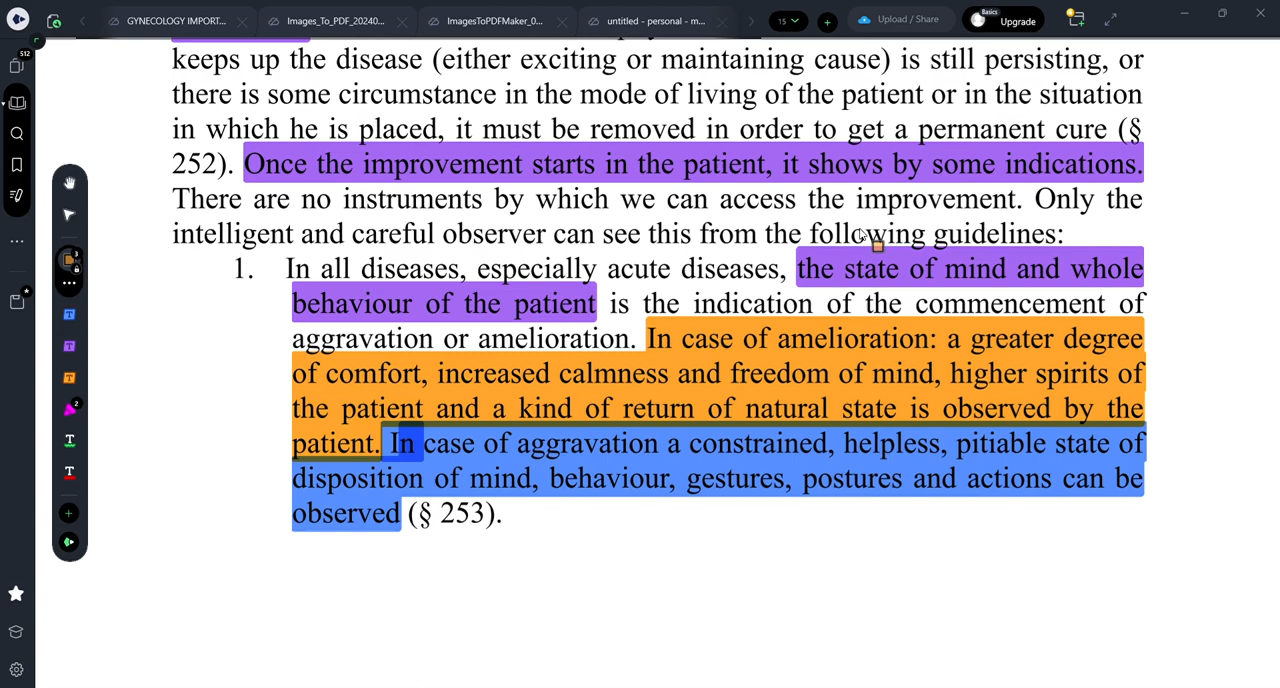 GYNECOLOGY IMPORT...
Images_To_PDF_20240...
ImagesToPDFMaker_0...
untitled - personal - m...
15
Upload / Share
Basics
Upgrade
512
keeps up the disease (either exciting or maintaining cause) is still persisting, or
there is some circumstance in the mode of living of the patient or in the situation
in which he is placed, it must be removed in order to get a permanent cure (§
252). Once the improvement starts in the patient, it shows by some indications.
There are no instruments by which we can access the improvement. Only the
intelligent and careful observer can see this from the following guidelines:
1. In all diseases, especially acute diseases, the state of mind and whole
behaviour of the patient is the indication of the commencement of
aggravation or amelioration. In case of amelioration: a greater degree
of comfort, increased calmness and freedom of mind, higher spirits of
the patient and a kind of return of natural state is observed by the
patient. In case of aggravation a constrained, helpless, pitiable state of
disposition of mind, behaviour, gestures, postures and actions can be
observed (§ 253).
3
T
T
T
2
T
T